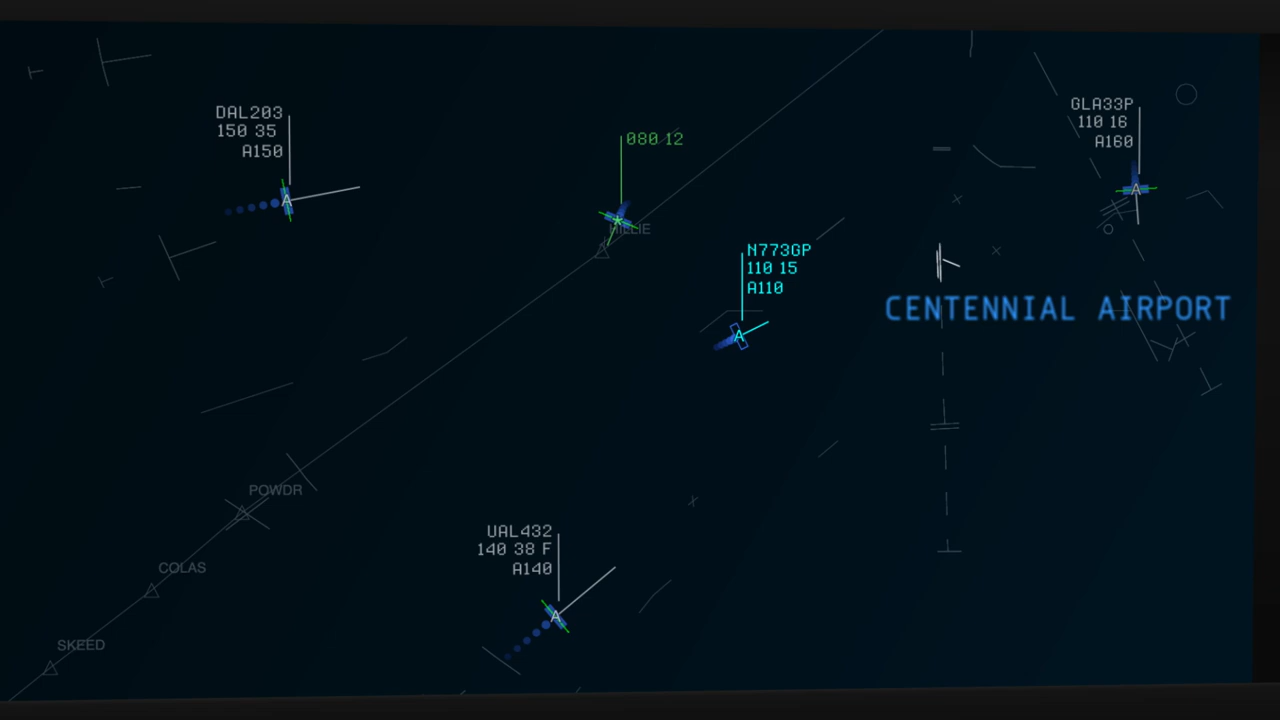 DAL203
150 35
A150
A
080 12
HILLIE
GLA33P
110 16
A160
A
N773GP
110 15
A110
A
CENTENNIAL AIRPORT
POWDR
COLAS
SKEED
UAL432
140 38 F
A140
A